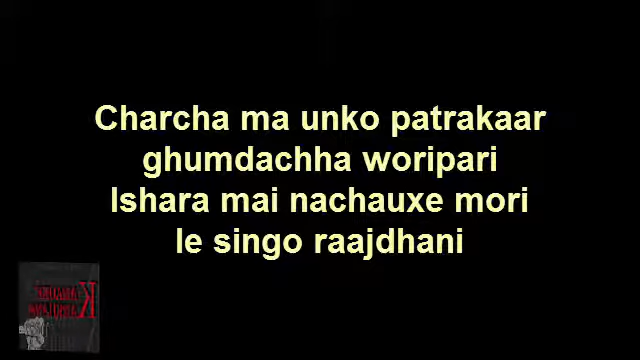 Charcha ma unko patrakaar
ghumdachha woripari
Ishara mai nachauxe mori
le singo raajdhani
K